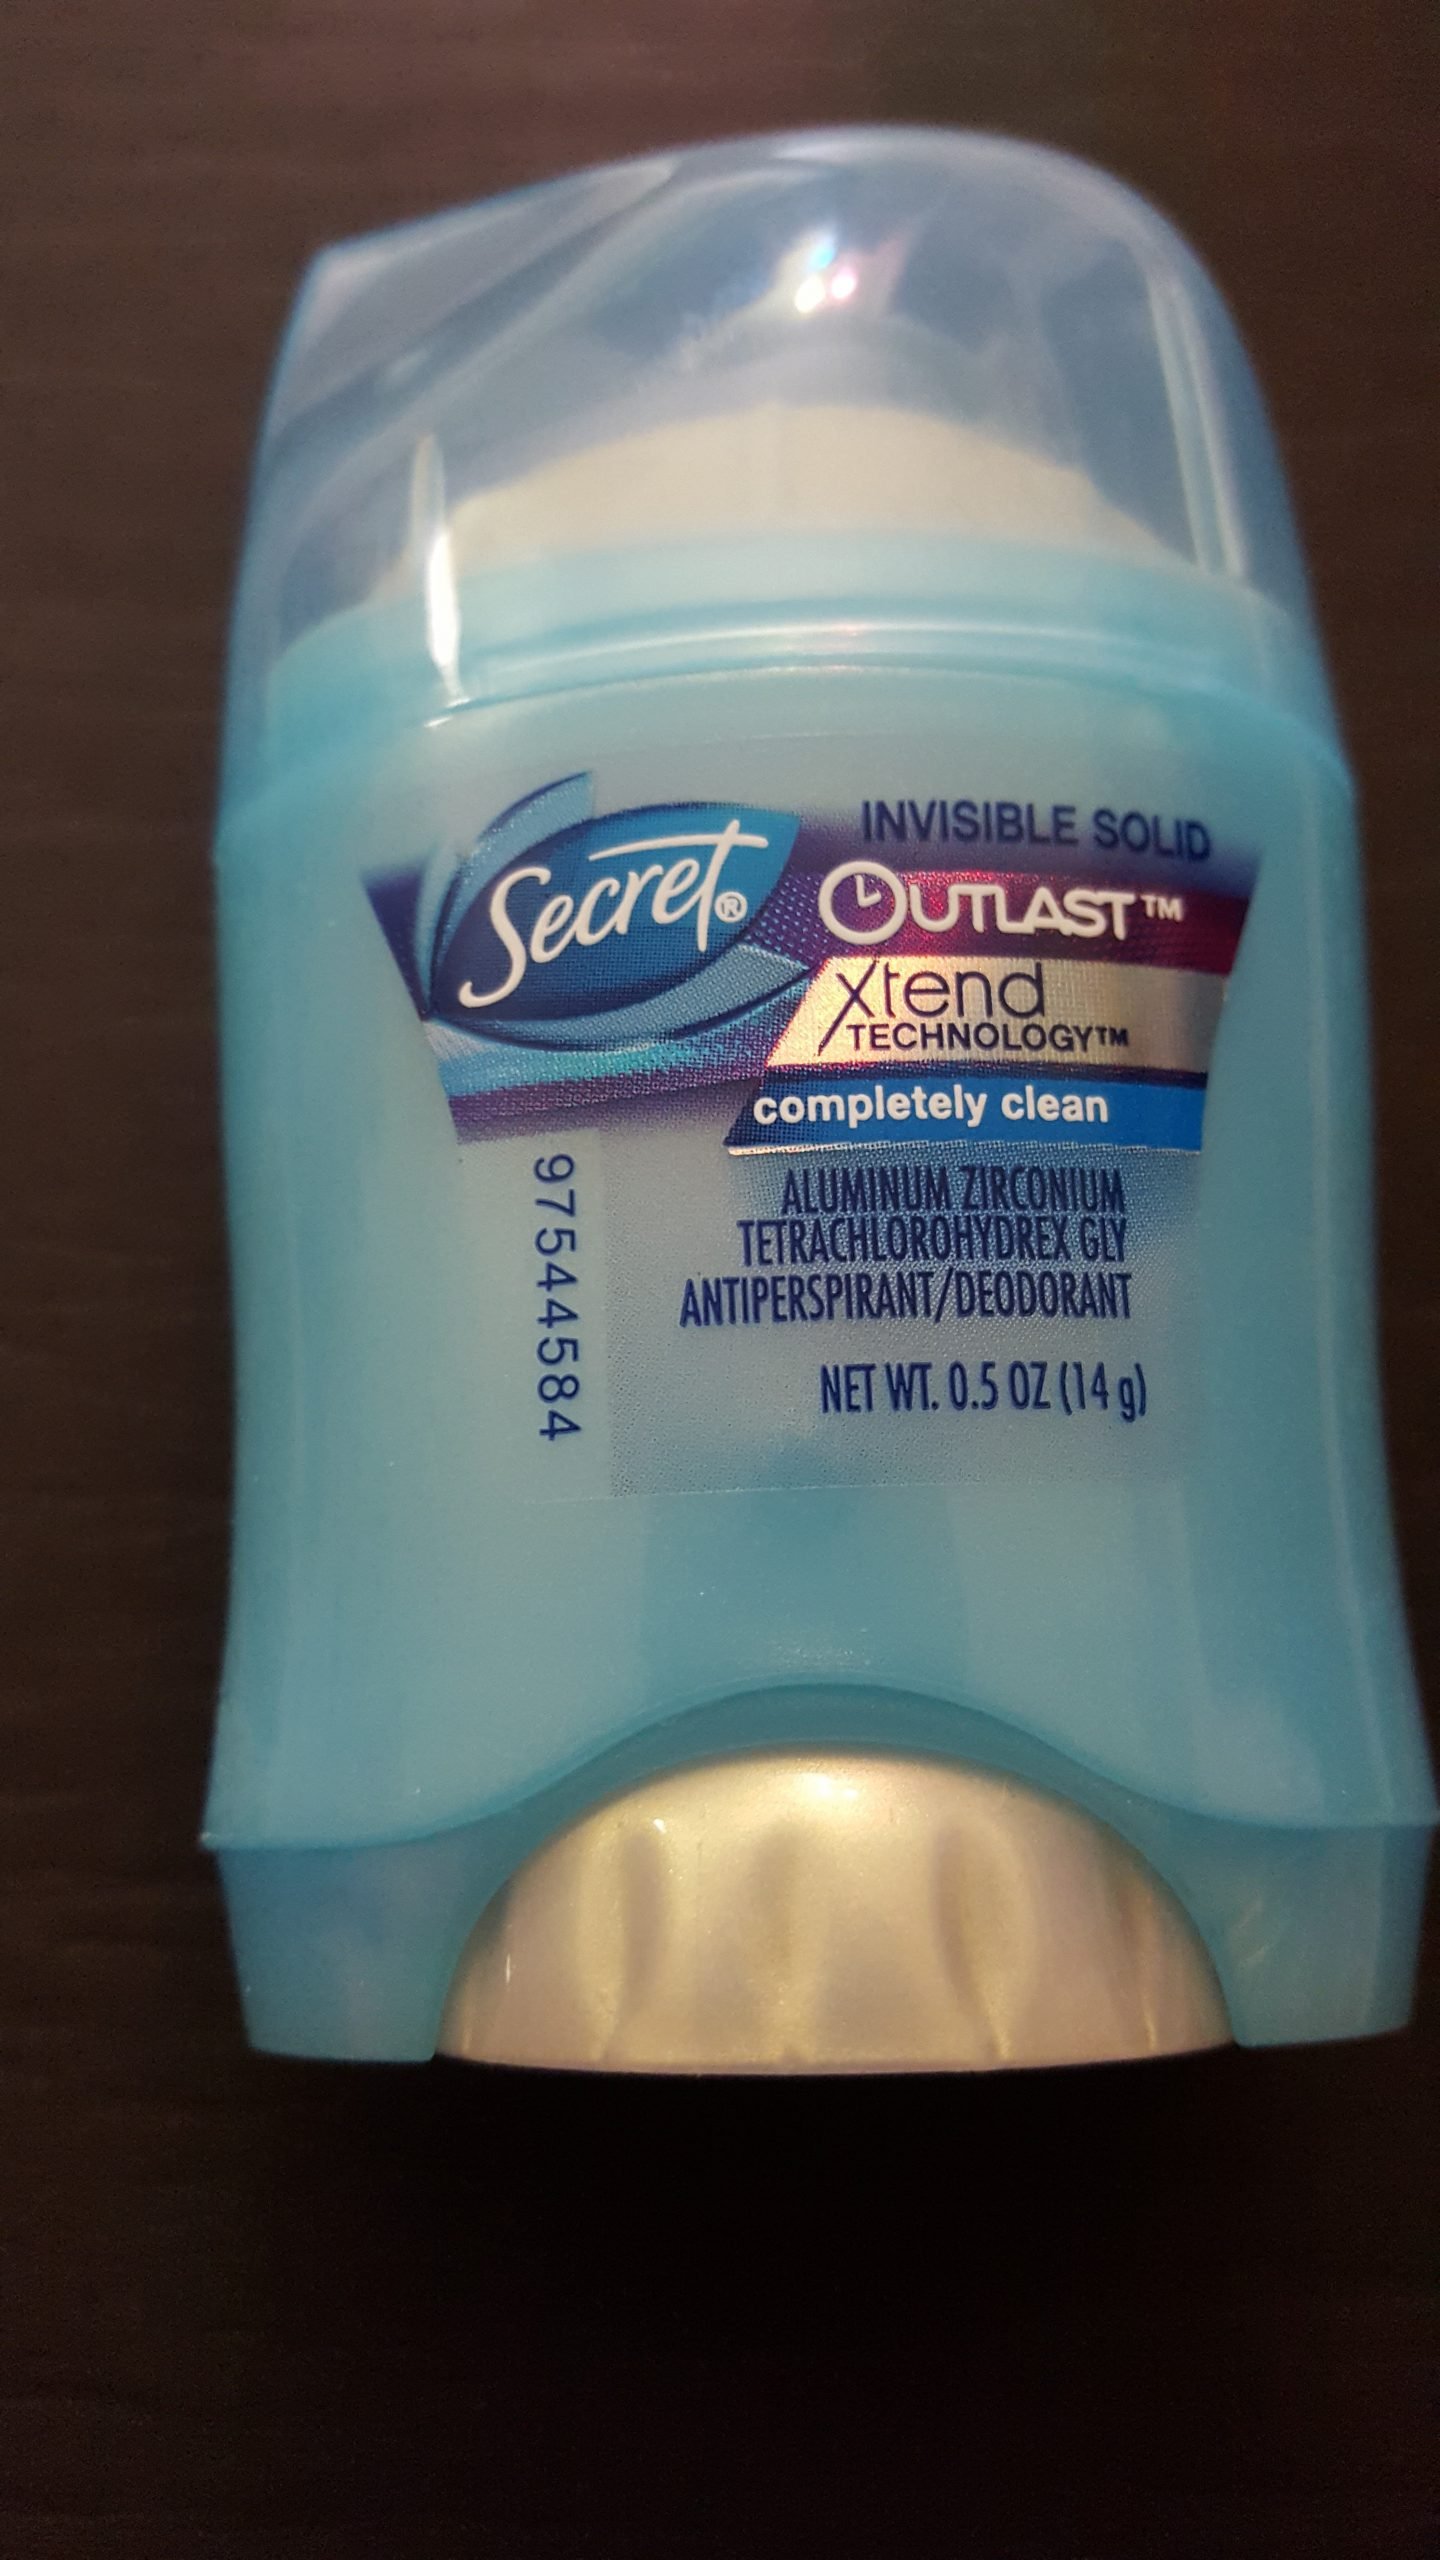 Secret®
INVISIBLE SOLID
OUTLAST™
Xtend
TECHNOLOGY™
completely clean
ALUMINUM ZIRCONIUM
TETRACHLOROHYDREX GLY
ANTIPERSPIRANT/DEODORANT
NET WT. 0.5 OZ (14 g)
97544584